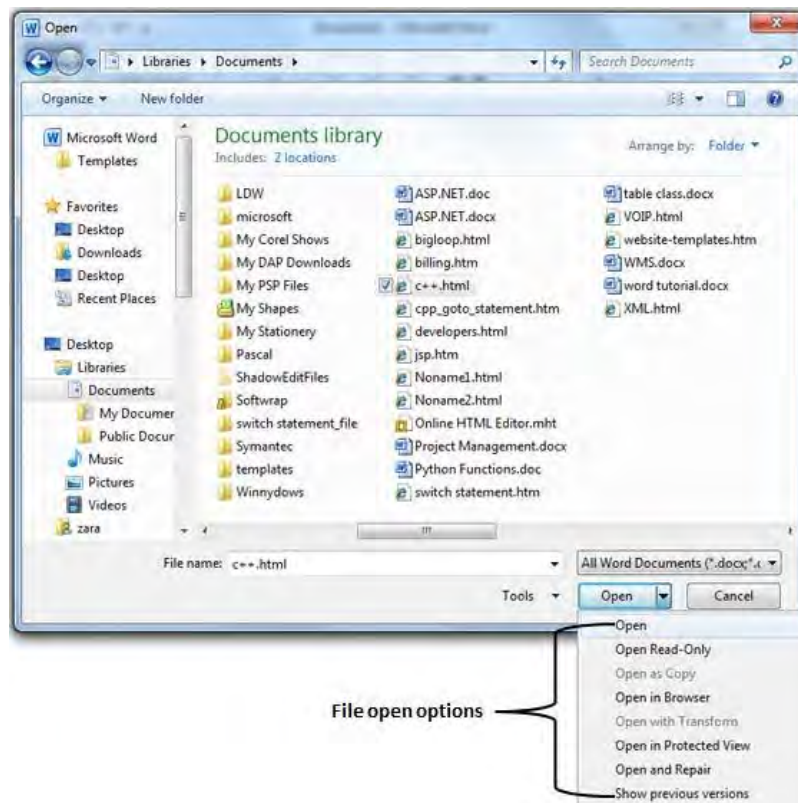 Open
Libraries Documents
Search Documents
Organize New folder
Microsoft Word
Templates
Favorites
Desktop
Downloads
Desktop
Recent Places
Desktop
Libraries
Documents
My Documer
Public Docur
Music
Pictures
Videos
zara
Documents library
Includes: 2 locations
Arrange by: Folder
LDW
microsoft
My Corel Shows
My DAP Downloads
My PSP Files
My Shapes
My Stationery
Pascal
ShadowEditFiles
Softwrap
switch statement_file
Symantec
templates
Winnydows
ASP.NET.doc
ASP.NET.docx
bigloop.html
billing.htm
c++.html
cpp_goto_statement.htm
developers.html
jsp.htm
Noname1.html
Noname2.html
Online HTML Editor.mht
Project Management.docx
Python Functions.doc
switch statement.htm
table class.docx
VOIP.html
website-templates.htm
WMS.docx
word tutorial.docx
XML.html
File name: c++.html
All Word Documents (*.docx;*.c
Tools Open Cancel
Open
Open Read-Only
Open as Copy
Open in Browser
Open with Transform
Open in Protected View
Open and Repair
Show previous versions
File open options